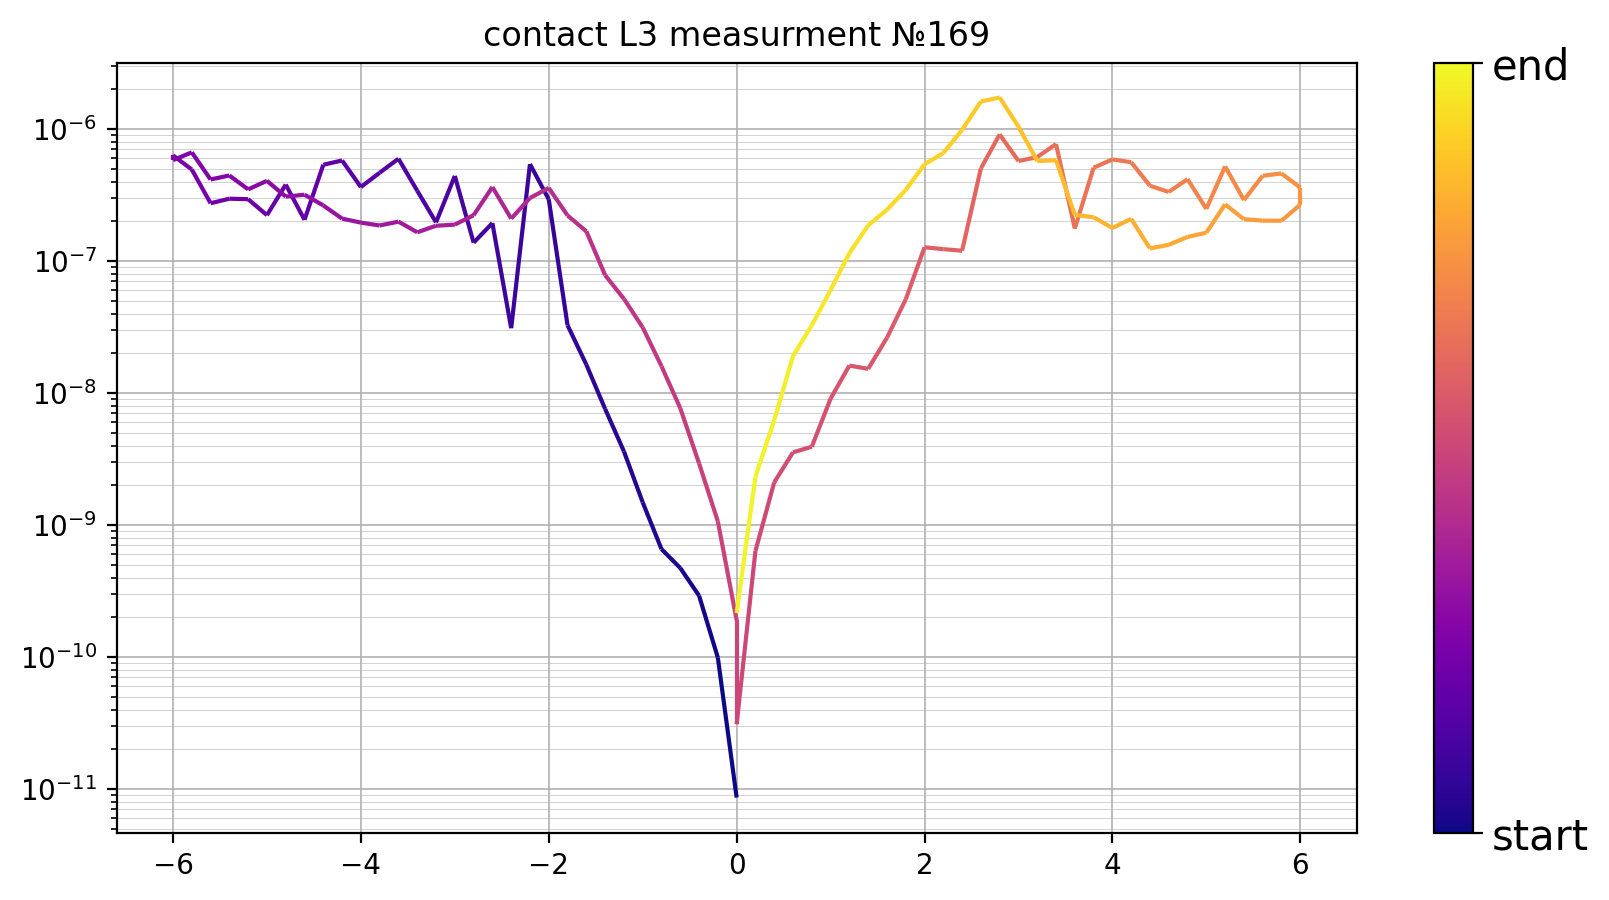 contact L3 measurment №169
end
10⁻⁶
10⁻⁷
10⁻⁸
10⁻⁹
10⁻¹⁰
10⁻¹¹
start
−6 −4 −2 0 2 4 6